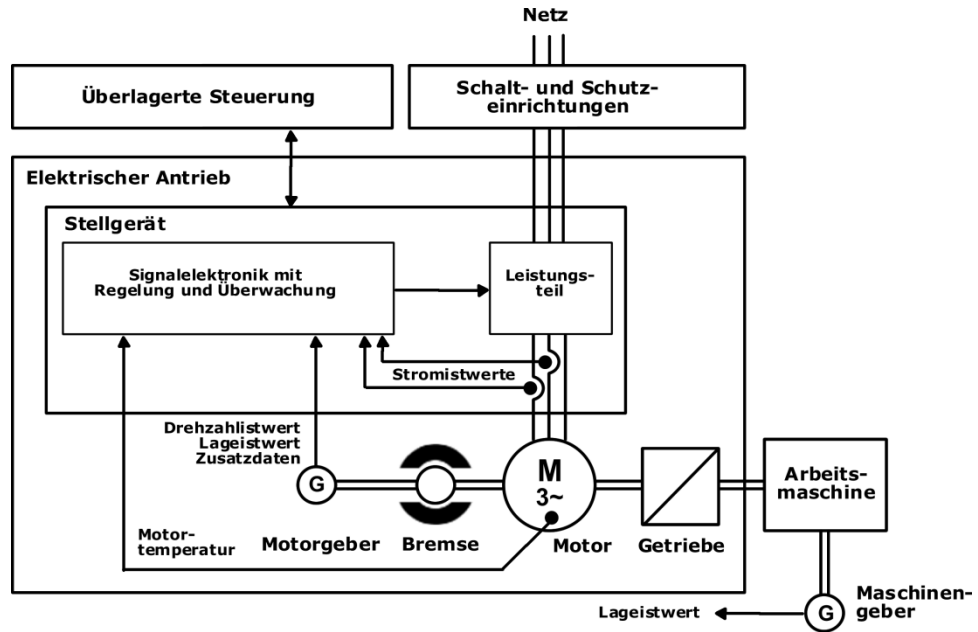 Netz
Überlagerte Steuerung
Schalt- und Schutz-
einrichtungen
Elektrischer Antrieb
Stellgerät
Signalelektronik mit
Regelung und Überwachung
Leistungs-
teil
Stromistwerte
Drehzahlistwert
Lageistwert
Zusatzdaten
G
M
3~
Arbeits-
maschine
Motor-
temperatur
Motorgeber
Bremse
Motor
Getriebe
Lageistwert
G
Maschinen-
geber